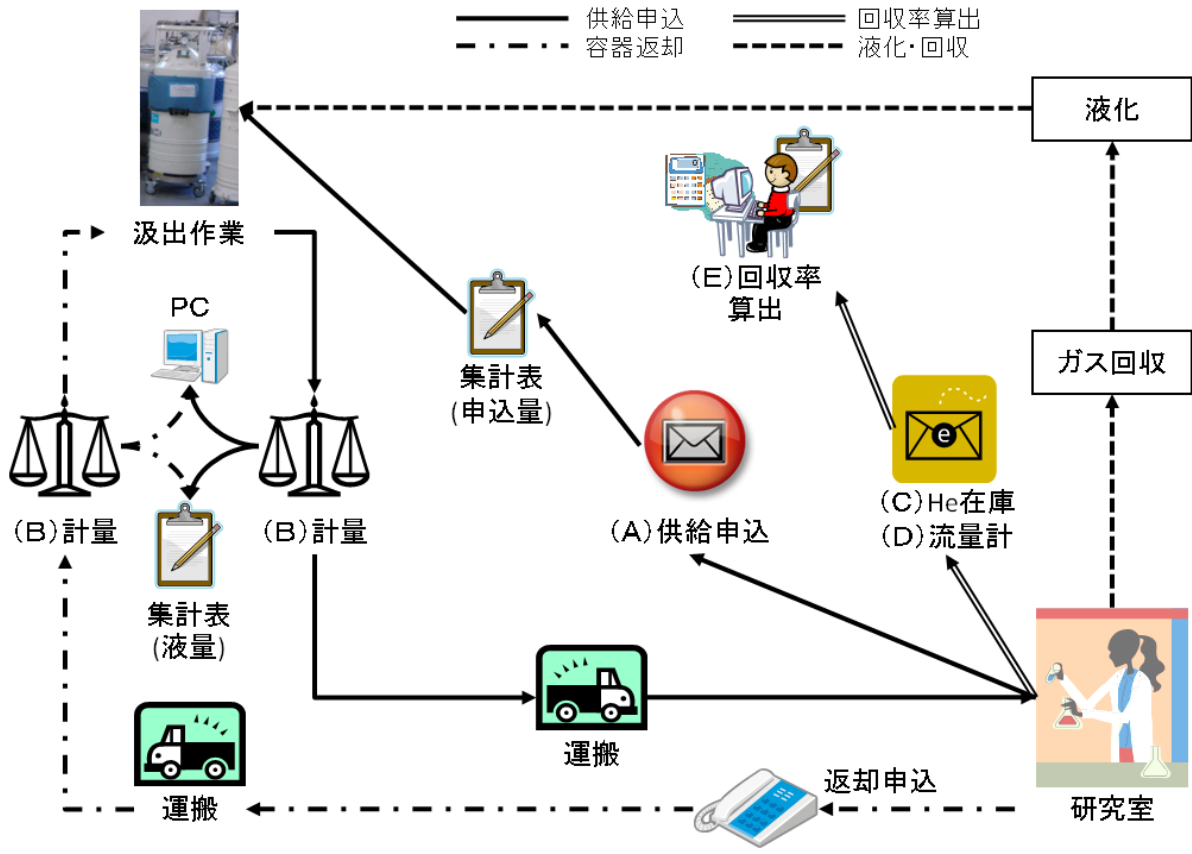 供給申込
回収率算出
容器返却
液化・回収
液化
汲出作業
(E)回収率
算出
PC
集計表
(申込量)
ガス回収
e
(B)計量
(B)計量
(A)供給申込
(C)He在庫
(D)流量計
集計表
(液量)
運搬
運搬
返却申込
研究室